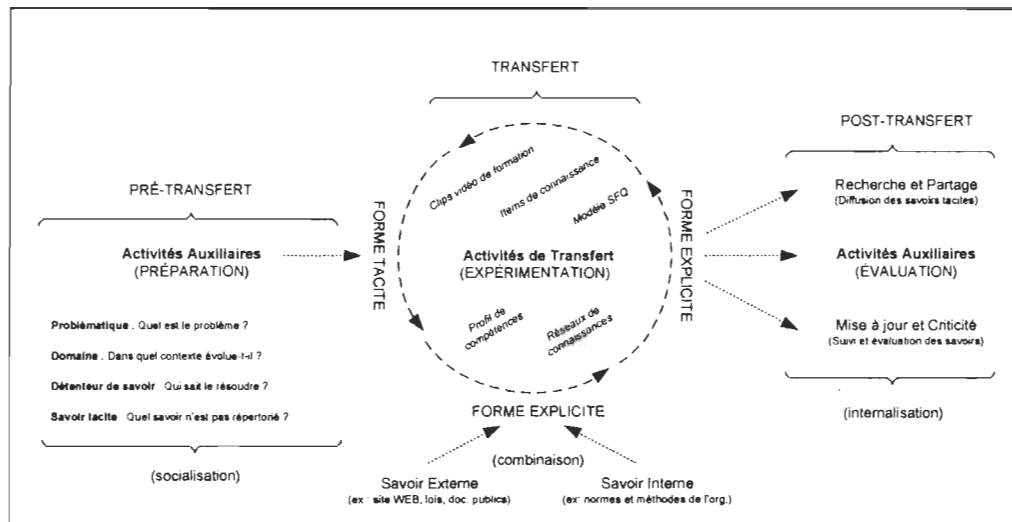 TRANSFERT
POST-TRANSFERT
PRÉ-TRANSFERT
Activités Auxiliaires
(PRÉPARATION)
Problématique . Quel est le problème ?
Domaine . Dans quel contexte évolue-t-il ?
Détenteur de savoir Qui sait le résoudre ?
Savoir tacite Quel savoir n'est pas répertorié ?
(socialisation)
FORME TACITE
Clips vidéo de formation
Items de connaissance
Modèle SFQ
Activités de Transfert
(EXPÉRIMENTATION)
Profil de
compétences
Réseaux de
connaissances
FORME EXPLICITE
FORME EXPLICITE
(combinaison)
Savoir Externe
(ex: site WEB, lois, doc. publics)
Savoir Interne
(ex: normes et méthodes de l'org.)
Recherche et Partage
(Diffusion des savoirs tacites)
Activités Auxiliaires
(ÉVALUATION)
Mise à jour et Criticité
(Suivi et évaluation des savoirs)
(internalisation)